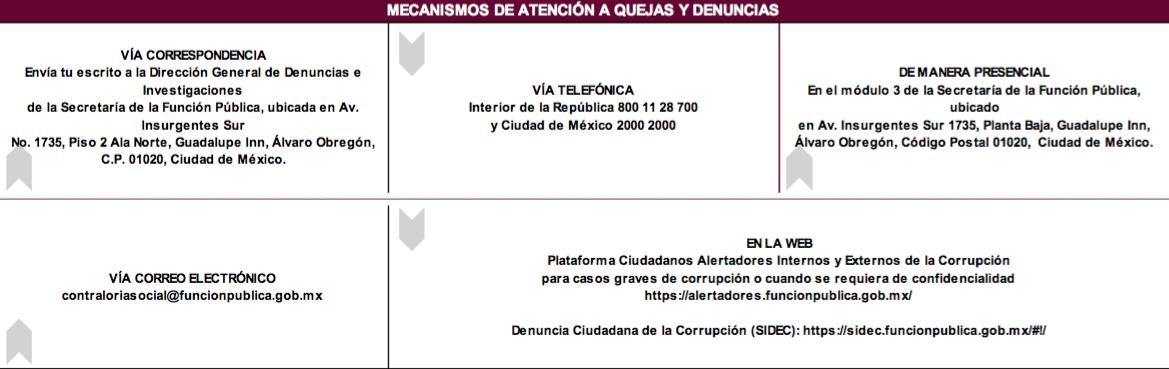 MECANISMOS DE ATENCIÓN A QUEJAS Y DENUNCIAS
VÍA CORRESPONDENCIA
Envía tu escrito a la Dirección General de Denuncias e
Investigaciones
de la Secretaría de la Función Pública, ubicada en Av.
Insurgentes Sur
No. 1735, Piso 2 Ala Norte, Guadalupe Inn, Álvaro Obregón,
C.P. 01020, Ciudad de México.
VÍA TELEFÓNICA
Interior de la República 800 11 28 700
y Ciudad de México 2000 2000
DE MANERA PRESENCIAL
En el módulo 3 de la Secretaría de la Función Pública,
ubicado
en Av. Insurgentes Sur 1735, Planta Baja, Guadalupe Inn,
Álvaro Obregón, Código Postal 01020, Ciudad de México.
VÍA CORREO ELECTRÓNICO
contraloriasocial@funcionpublica.gob.mx
EN LA WEB
Plataforma Ciudadanos Alertadores Internos y Externos de la Corrupción
para casos graves de corrupción o cuando se requiera de confidencialidad
https://alertadores.funcionpublica.gob.mx/
Denuncia Ciudadana de la Corrupción (SIDEC): https://sidec.funcionpublica.gob.mx/#!/